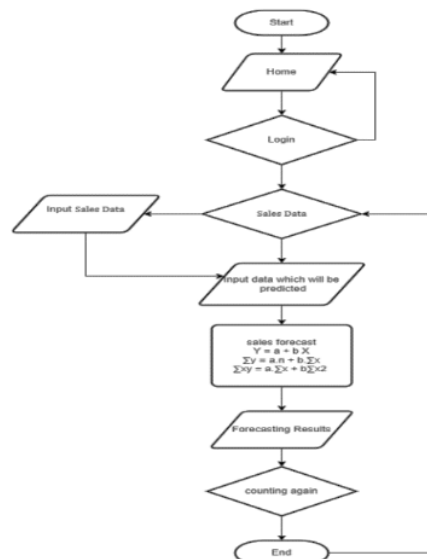 Start
Home
Login
Sales Data
Input Sales Data
Input data which will be
predicted
sales forecast
Y = a + b X
∑y = a.n + b.∑x
∑xy = a.∑x + b∑x2
Forecasting Results
counting again
End